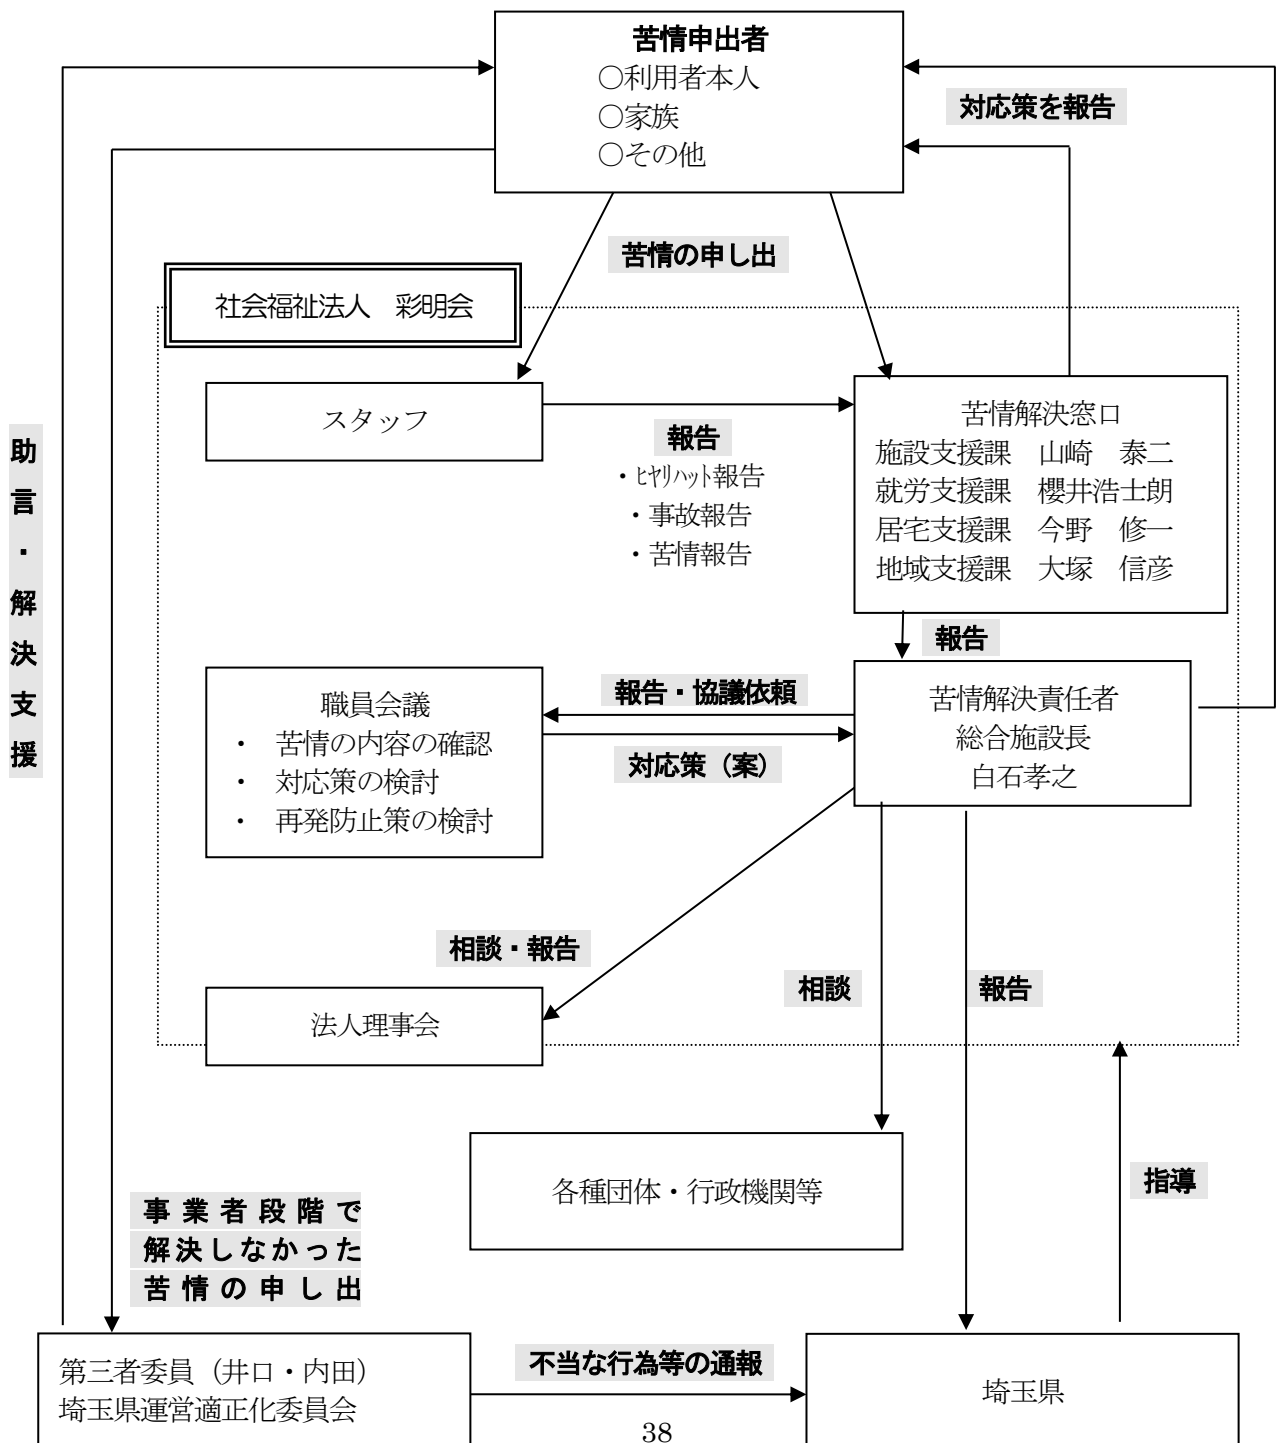 苦情申出者
○利用者本人
○家族
○その他
対応策を報告
苦情の申し出
社会福祉法人　彩明会
スタッフ
報告
・ﾋﾔﾘﾊｯﾄ報告
・事故報告
・苦情報告
苦情解決窓口
施設支援課　山崎　泰二
就労支援課　櫻井浩士朗
居宅支援課　今野　修一
地域支援課　大塚　信彦
助言・解決支援
報告
職員会議
・　苦情の内容の確認
・　対応策の検討
・　再発防止策の検討
報告・協議依頼
対応策（案）
苦情解決責任者
総合施設長
白石孝之
相談・報告
相談
報告
法人理事会
各種団体・行政機関等
指導
事業者段階で
解決しなかった
苦情の申し出
第三者委員（井口・内田）
埼玉県運営適正化委員会
不当な行為等の通報
埼玉県
38